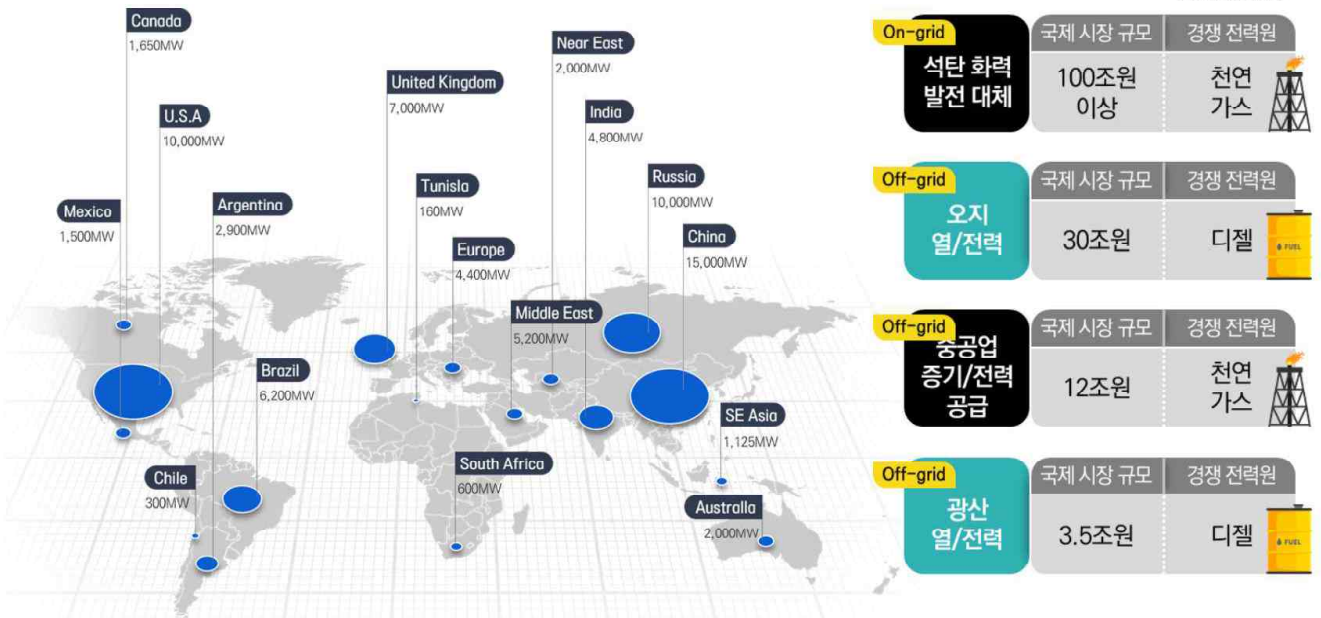 Canada
1,650MW
Near East
2,000MW
United Kingdom
7,000MW
U.S.A
10,000MW
India
4,800MW
Tunisla
160MW
Russia
10,000MW
Mexico
1,500MW
Argentina
2,900MW
Europe
4,400MW
China
15,000MW
Middle East
5,200MW
Brazil
6,200MW
SE Asia
1,125MW
Chile
300MW
South Africa
600MW
Australla
2,000MW
On-grid
석탄 화력
발전 대체
국제 시장 규모
경쟁 전력원
100조원
이상
천연
가스
Off-grid
오지
열/전력
국제 시장 규모
경쟁 전력원
30조원
디젤
FUEL
Off-grid
중공업
증기/전력
공급
국제 시장 규모
경쟁 전력원
12조원
천연
가스
Off-grid
광산
열/전력
국제 시장 규모
경쟁 전력원
3.5조원
디젤
FUEL